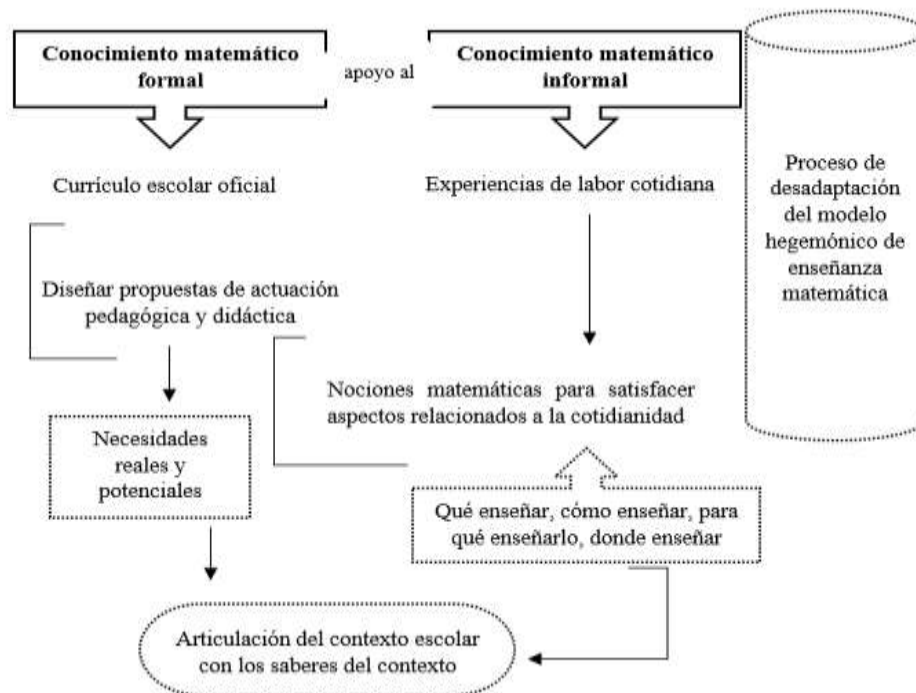 Conocimiento matemático
formal
apoyo al
Conocimiento matemático
informal
Currículo escolar oficial
Experiencias de labor cotidiana
Proceso de
desadaptación
del modelo
hegemónico de
enseñanza
matemática
Diseñar propuestas de actuación
pedagógica y didáctica
Nociones matemáticas para satisfacer
aspectos relacionados a la cotidianidad
Necesidades
reales y
potenciales
Qué enseñar, cómo enseñar, para
qué enseñarlo, donde enseñar
Articulación del contexto escolar
con los saberes del contexto